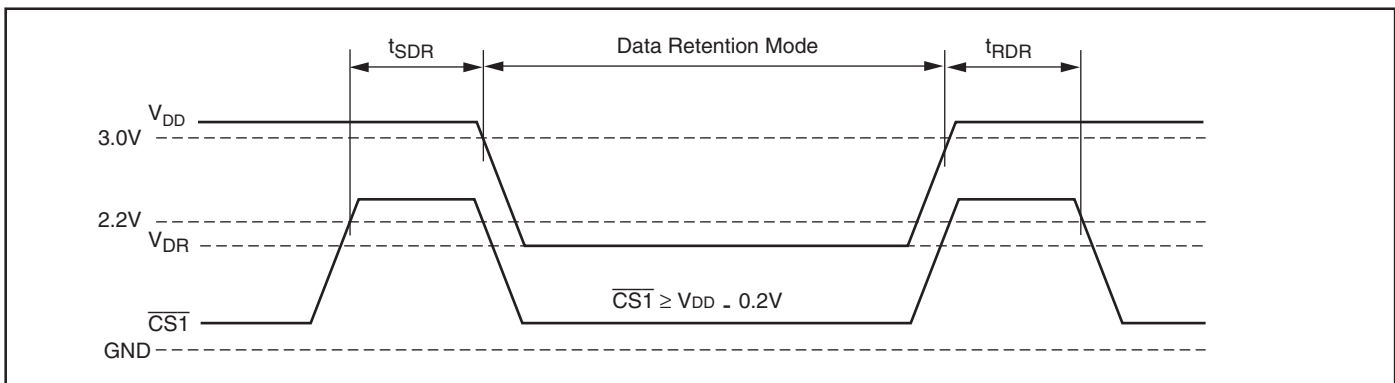 tSDR Data Retention Mode tRDR
VDD
3.0V
2.2V
VDR
CS1 ≥ VDD - 0.2V
CS1
GND